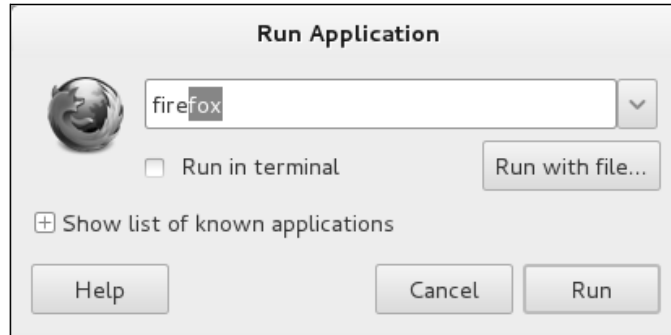 Run Application
firefox
Run in terminal
Run with file...
Show list of known applications
Help
Cancel
Run